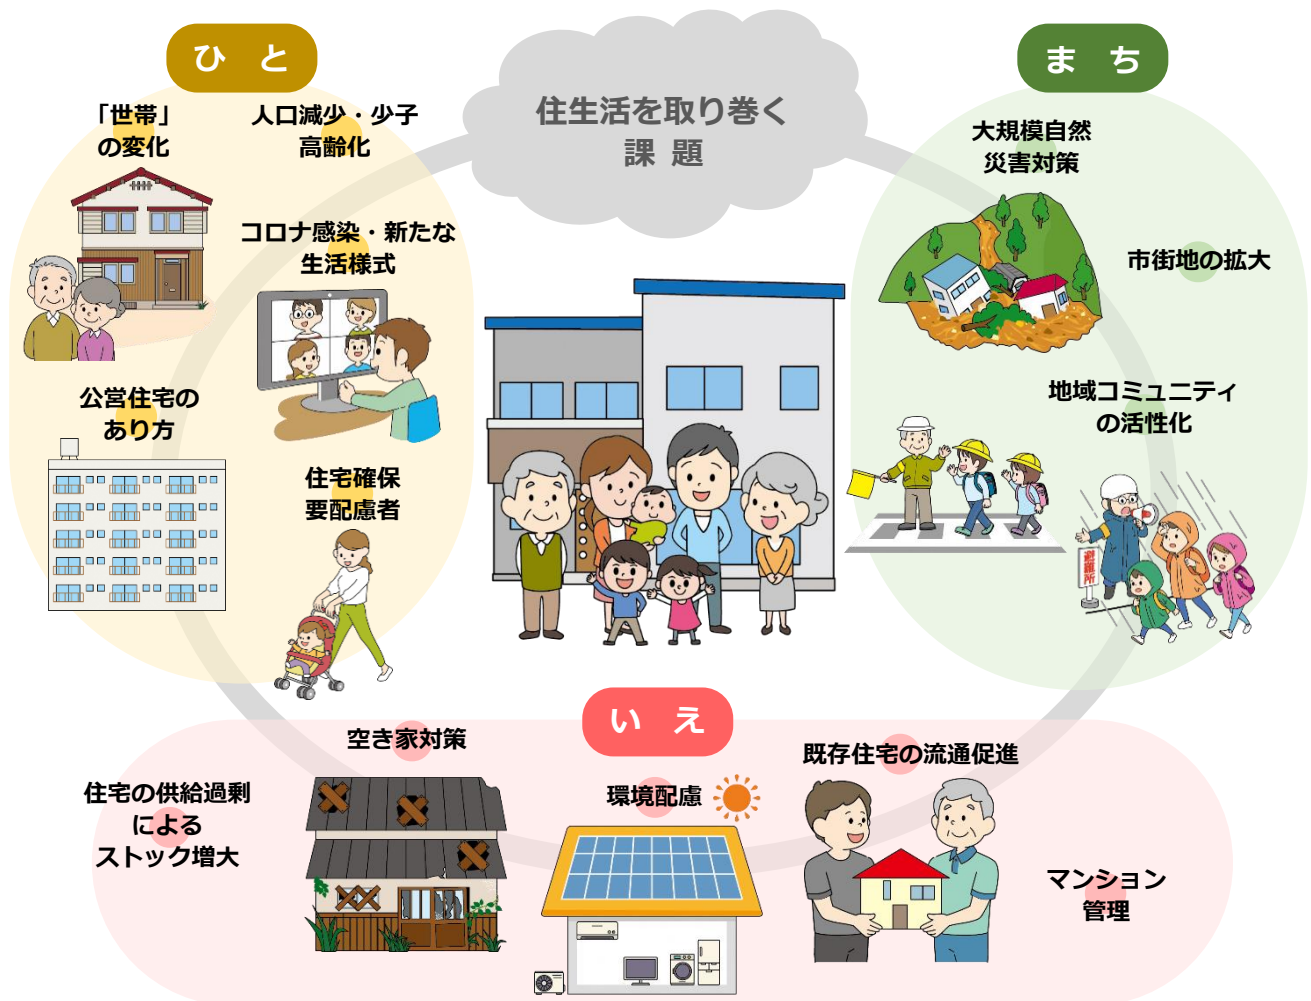 住生活を取り巻く
課題
ひと
「世帯」
の変化
人口減少・少子
高齢化
コロナ感染・新たな
生活様式
公営住宅の
あり方
住宅確保
要配慮者
まち
大規模自然
災害対策
市街地の拡大
地域コミュニティ
の活性化
避難所
いえ
住宅の供給過剰
による
ストック増大
空き家対策
環境配慮
既存住宅の流通促進
マンション
管理